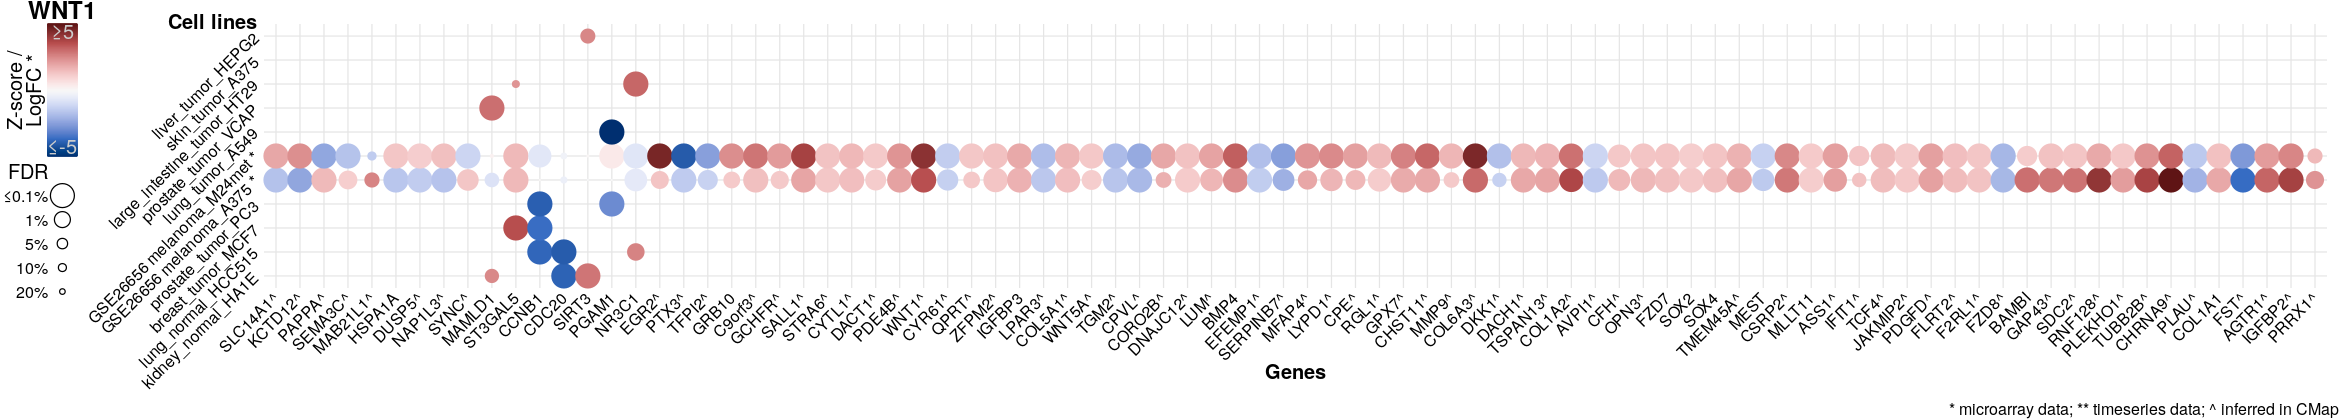 WNT1
Cell lines
Z-score /
LogFC *
≥5
≤-5
FDR
≤0.1%
1%
5%
10%
20%
liver_tumor_HEPG2
skin_tumor_A375
large_Intestine_tumor_HT29
prostate_tumor_VCAP
lung_tumor_A549
GSE26656 melanoma_M24met *
GSE26656 melanoma_A375 *
prostate_tumor_PC3
breast_tumor_MCF7
lung_normal_HCC515
kidney_normal_HA1E
SLC14A1^
KCTD12^
PAPPA^
SEMA3C^
MAB21L1^
HSPA1A
DUSP5^
NAP1L3^
SYNC^
MAMLD1
ST3GAL5
CCNB1
CDC20
SIRT3
PGAM1
NR3C1
EGR2^
PTX3^
TFPI2^
GRB10
C9orf3^
GCHFR^
SALL1^
STRA6^
CYTL1^
DACT1^
PDE4B^
WNT1^
CYR61^
QPRT^
ZFPM2^
IGFBP3
LPAR3^
COL5A1^
WNT5A^
TGM2^
CPVL^
CORO2B^
DNAJC12^
LUM^
BMP4
EFEMP1^
SERPINB7^
MFAP4^
LYPD1^
CPE^
RGL1^
GPX7^
CHST11^
MMP9^
COL6A3^
DKK1^
DACH1^
TSPAN13^
COL1A2^
AVPI1^
CFH^
OPN3^
FZD7
SOX2
SOX4
TMEM45A^
MEST
CSRP2^
MLLT11
ASS1^
IFIT1^
TCF4^
JAKMIP2^
PDGFD^
FLRT2^
F2RL1^
FZD8^
BAMBI
GAP43^
SDC2^
RNF128^
PLEKHO1^
TUBB2B^
CHRNA9^
PLAU^
COL1A1
FST^
AGTR1^
IGFBP2^
PRRX1^
Genes
* microarray data; ** timeseries data; ^ inferred in CMap